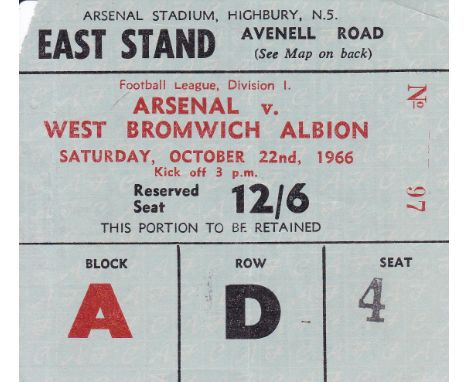 ARSENAL STADIUM, HIGHBURY, N.5.
EAST STAND
AVENELL ROAD
(See Map on back)
Football League, Division I.
ARSENAL v.
WEST BROMWICH ALBION
SATURDAY, OCTOBER 22nd, 1966
Kick off 3 p.m.
Reserved Seat 12/6
THIS PORTION TO BE RETAINED
No 97
BLOCK ROW SEAT
A D 4